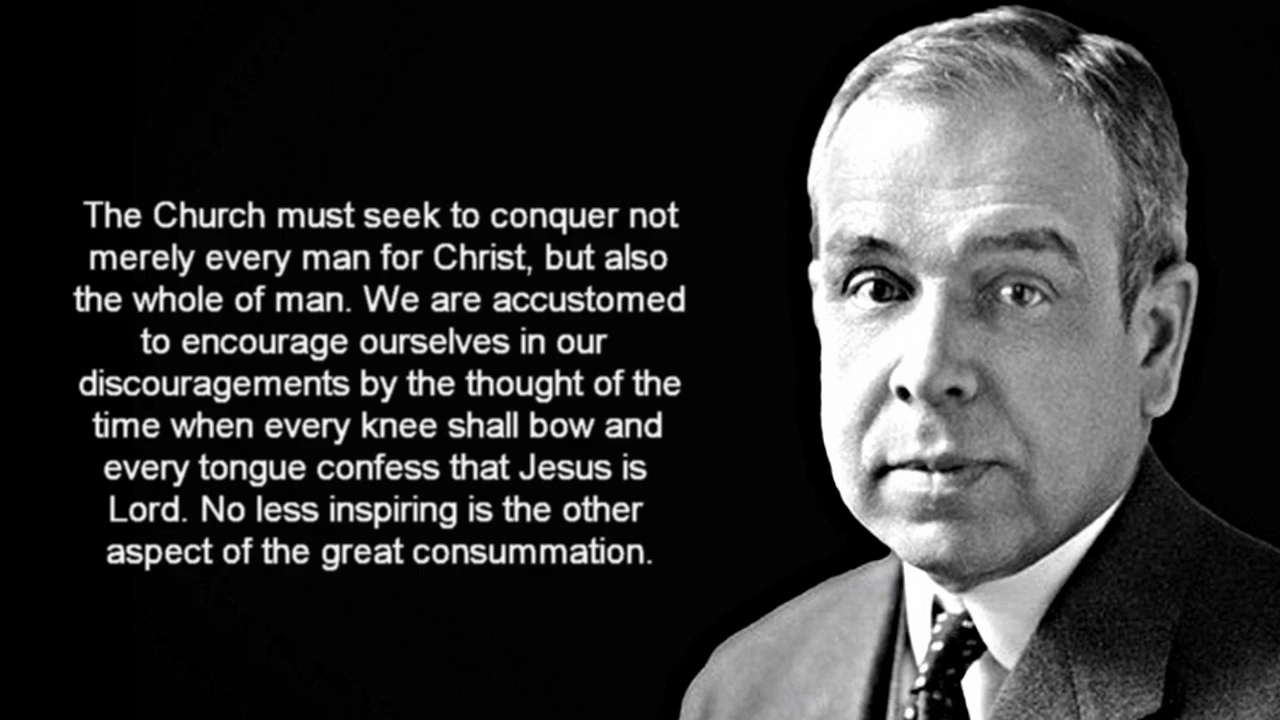 The Church must seek to conquer not
merely every man for Christ, but also
the whole of man. We are accustomed
to encourage ourselves in our
discouragements by the thought of the
time when every knee shall bow and
every tongue confess that Jesus is
Lord. No less inspiring is the other
aspect of the great consummation.